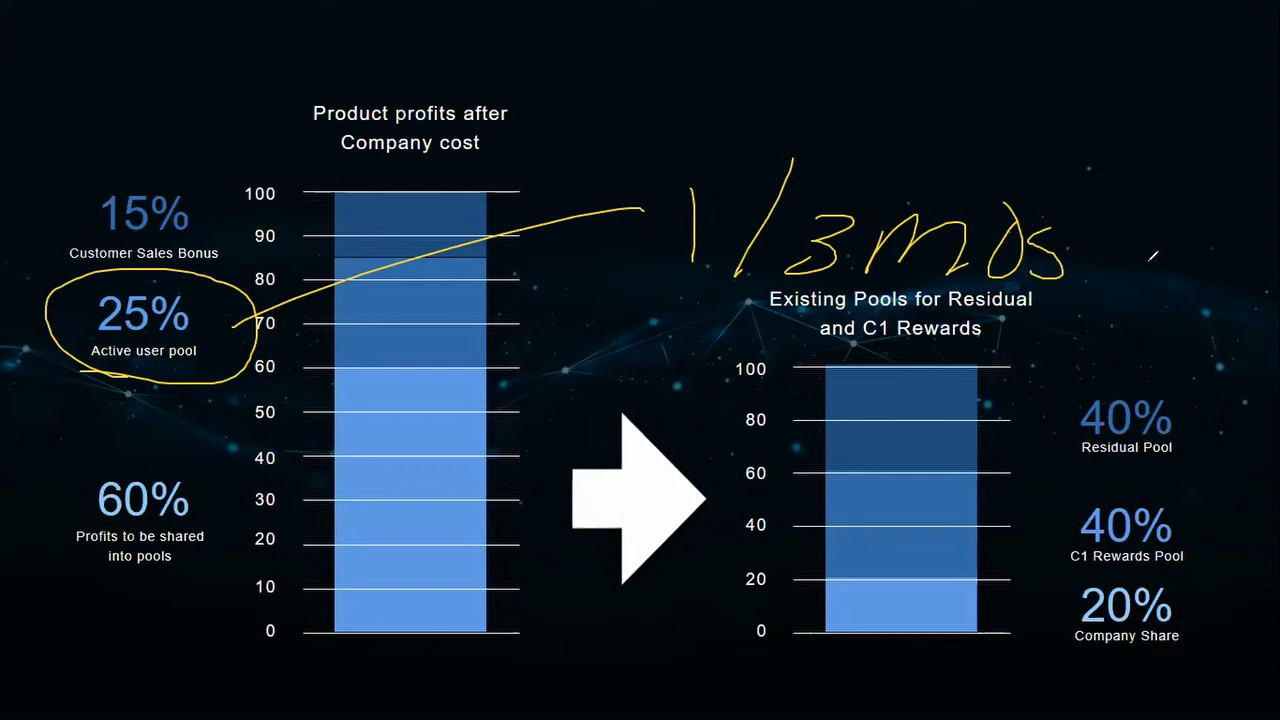 Product profits after
Company cost
15%
Customer Sales Bonus
25%
Active user pool
60%
Profits to be shared
into pools
100
90
80
70
60
50
40
30
20
10
0
1/3mos
Existing Pools for Residual
and C1 Rewards
100
80
60
40
20
0
40%
Residual Pool
40%
C1 Rewards Pool
20%
Company Share